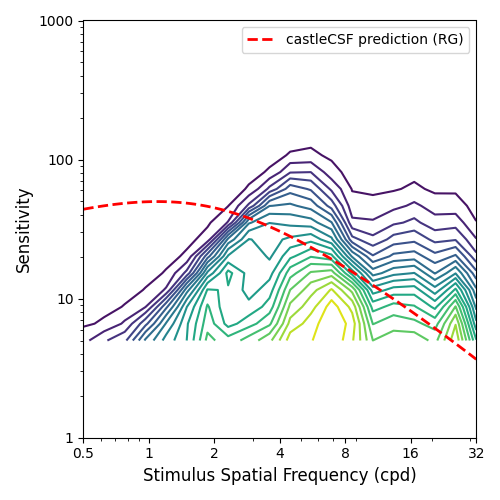 1000
castleCSF prediction (RG)
100
Sensitivity
10
1
0.5 1 2 4 8 16 32
Stimulus Spatial Frequency (cpd)